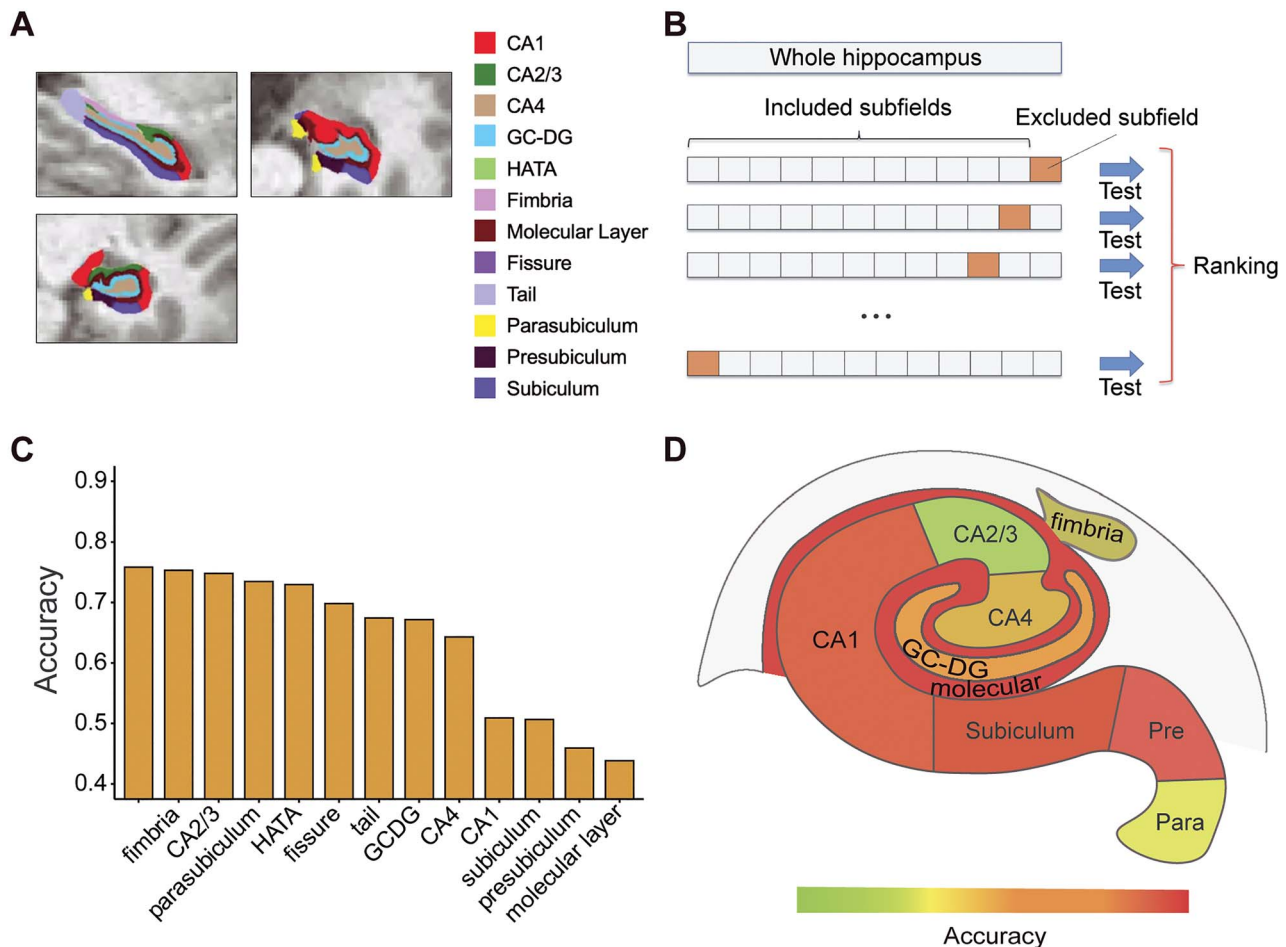 A
CA1
CA2/3
CA4
GC-DG
HATA
Fimbria
Molecular Layer
Fissure
Tail
Parasubiculum
Presubiculum
Subiculum
B
Whole hippocampus
Included subfields
Excluded subfield
Test
Test
Test
...
Test
Ranking
C
Accuracy
0.9
0.8
0.7
0.6
0.5
0.4
fimbria
CA2/3
parasubiculum
HATA
fissure
tail
GCDG
CA4
CA1
subiculum
presubiculum
molecular layer
D
CA2/3
fimbria
CA4
CA1
GC-DG
molecular
Subiculum
Pre
Para
Accuracy